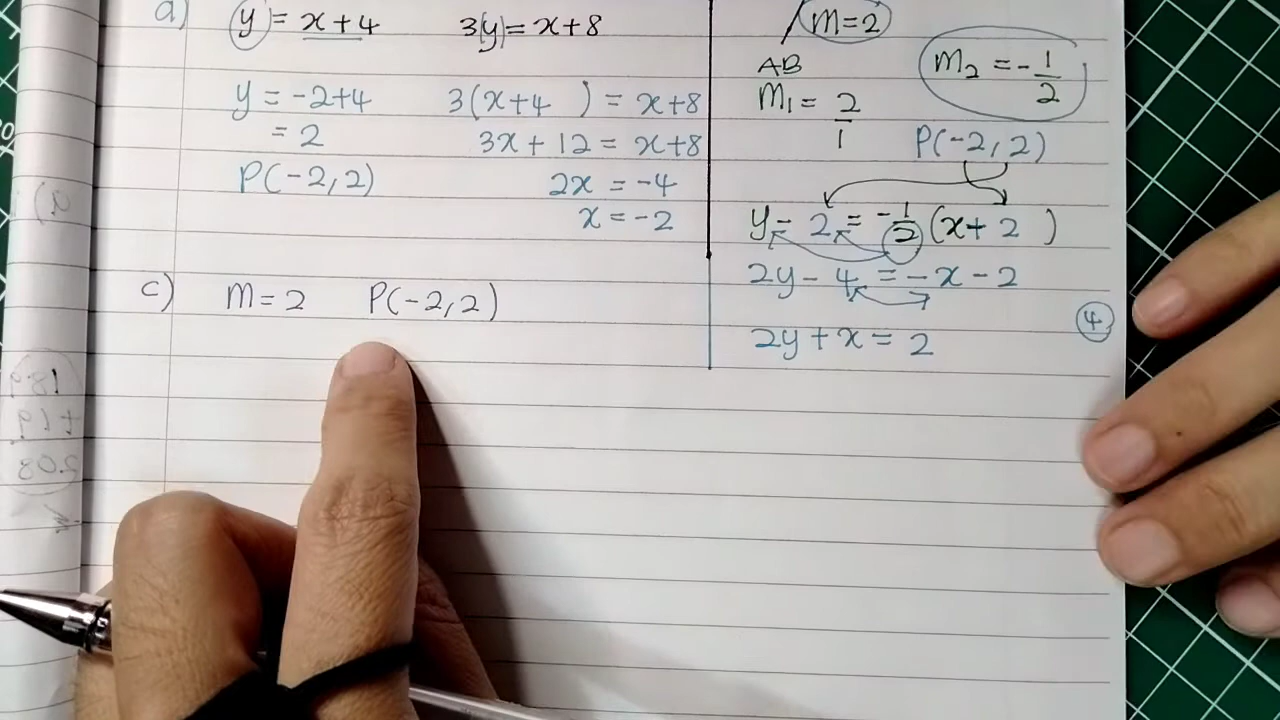 a) y = x + 4 3(y) = x + 8
y = -2+4 3(x+4 ) = x+8
= 2 3x + 12 = x+8
P(-2, 2) 2x = -4
x = -2
m = 2
AB
m₁ = 2/1 m₂ = -1/2
P(-2, 2)
y - 2 = -1/2 (x + 2 )
2y - 4 = -x - 2
2y + x = 2
④
c) m = 2 P(-2, 2)